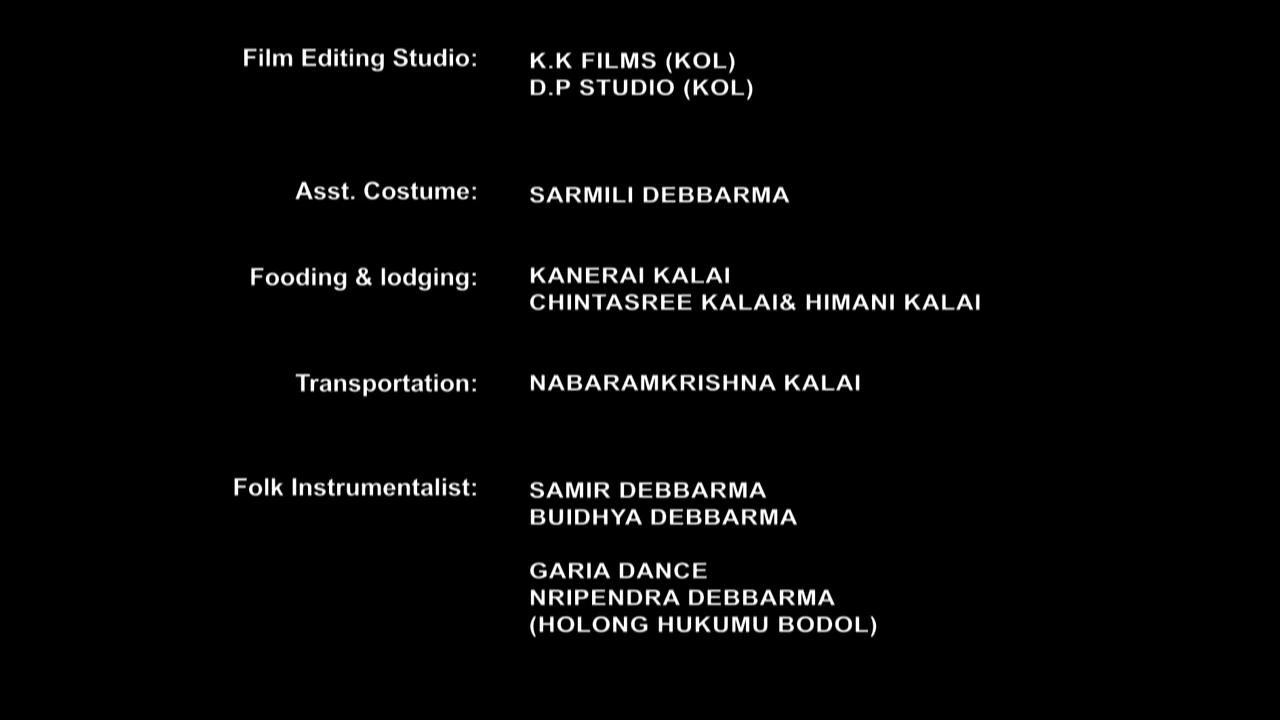 Film Editing Studio: K.K FILMS (KOL)
D.P STUDIO (KOL)
Asst. Costume: SARMILI DEBBARMA
Fooding & lodging: KANERAI KALAI
CHINTASREE KALAI& HIMANI KALAI
Transportation: NABARAMKRISHNA KALAI
Folk Instrumentalist: SAMIR DEBBARMA
BUIDHYA DEBBARMA
GARIA DANCE
NRIPENDRA DEBBARMA
(HOLONG HUKUMU BODOL)